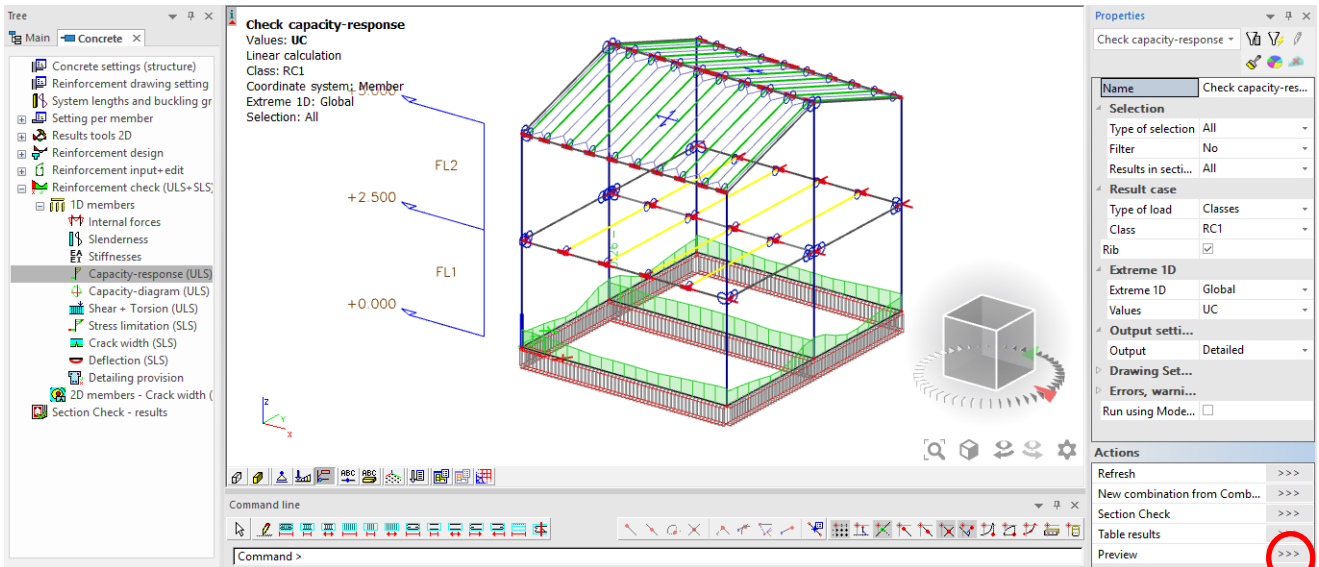 Tree
Main
Concrete
Concrete settings (structure)
Reinforcement drawing setting
System lengths and buckling gr
Setting per member
Results tools 2D
Reinforcement design
Reinforcement input+edit
Reinforcement check (ULS+SLS)
1D members
Internal forces
Slenderness
Stiffnesses
Capacity-response (ULS)
Capacity-diagram (ULS)
Shear + Torsion (ULS)
Stress limitation (SLS)
Crack width (SLS)
Deflection (SLS)
Detailing provision
2D members - Crack width (
Section Check - results
Check capacity-response
Values: UC
Linear calculation
Class: RC1
Coordinate system: Member
Extreme 1D: Global
Selection: All
FL2
+2.500
FL1
+0.000
z
y
x
ABC
ABC
Command line
Command >
Properties
Check capacity-response
Name Check capacity-res...
Selection
Type of selection All
Filter No
Results in secti... All
Result case
Type of load Classes
Class RC1
Rib
Extreme 1D
Extreme 1D Global
Values UC
Output setti...
Output Detailed
Drawing Set...
Errors, warni...
Run using Mode...
Actions
Refresh >>>
New combination from Comb... >>>
Section Check >>>
Table results >>>
Preview >>>